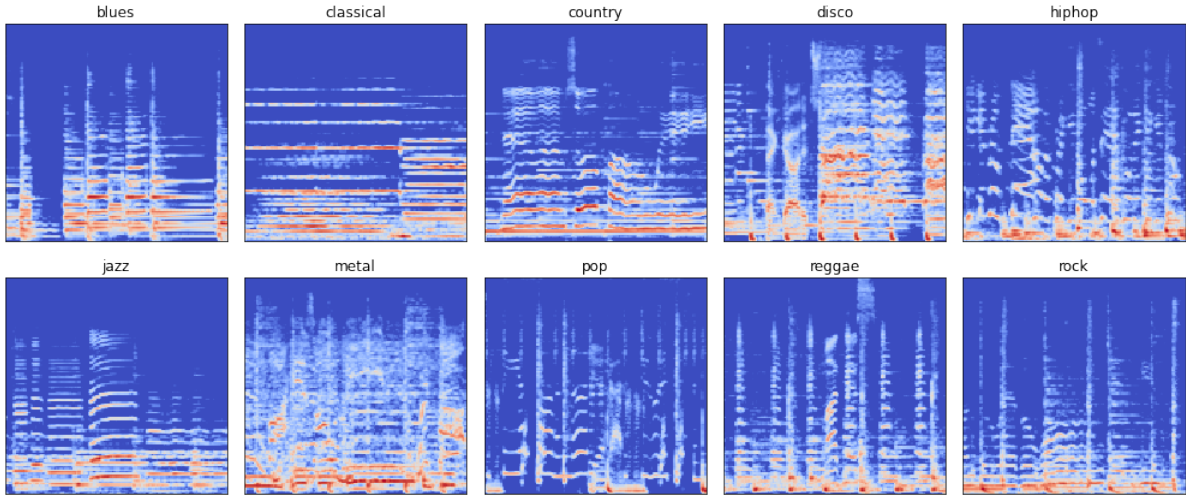 blues
classical
country
disco
hiphop
jazz
metal
pop
reggae
rock